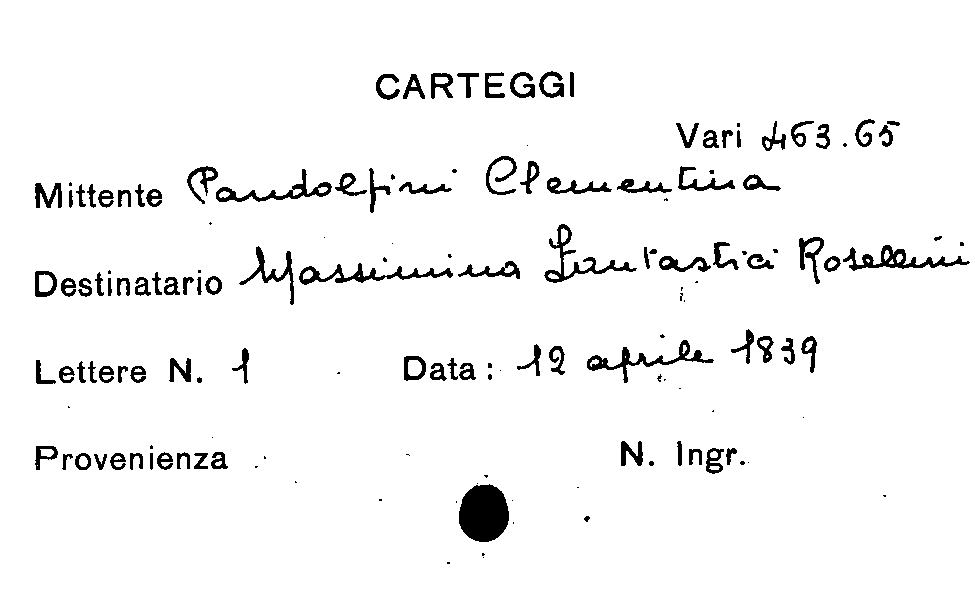 CARTEGGI
Vari 463.65
Mittente Pandolfini Clementina
Destinatario Massimina Fantastici Rosellini
Lettere N. 1 Data: 12 aprile 1839
Provenienza N. Ingr.